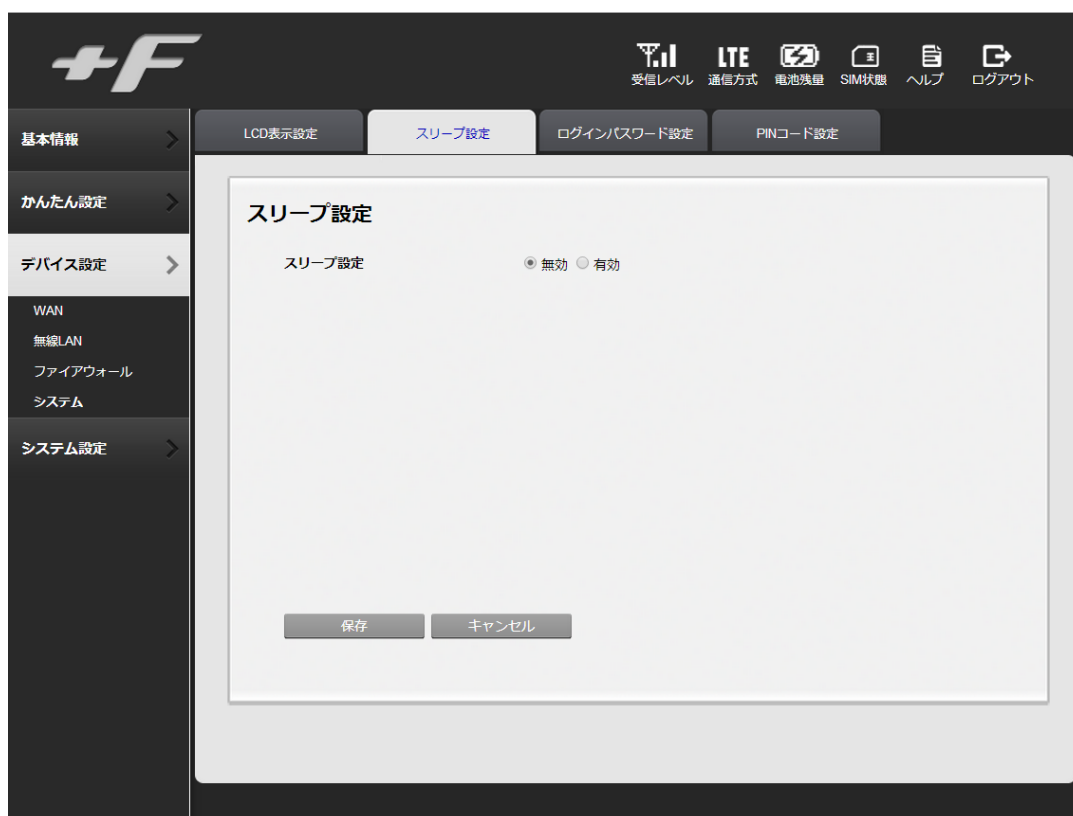 +F
受信レベル
LTE
通信方式
電池残量
SIM状態
ヘルプ
ログアウト
基本情報
かんたん設定
デバイス設定
WAN
無線LAN
ファイアウォール
システム
システム設定
LCD表示設定
スリープ設定
ログインパスワード設定
PINコード設定
スリープ設定
スリープ設定
無効
有効
保存
キャンセル